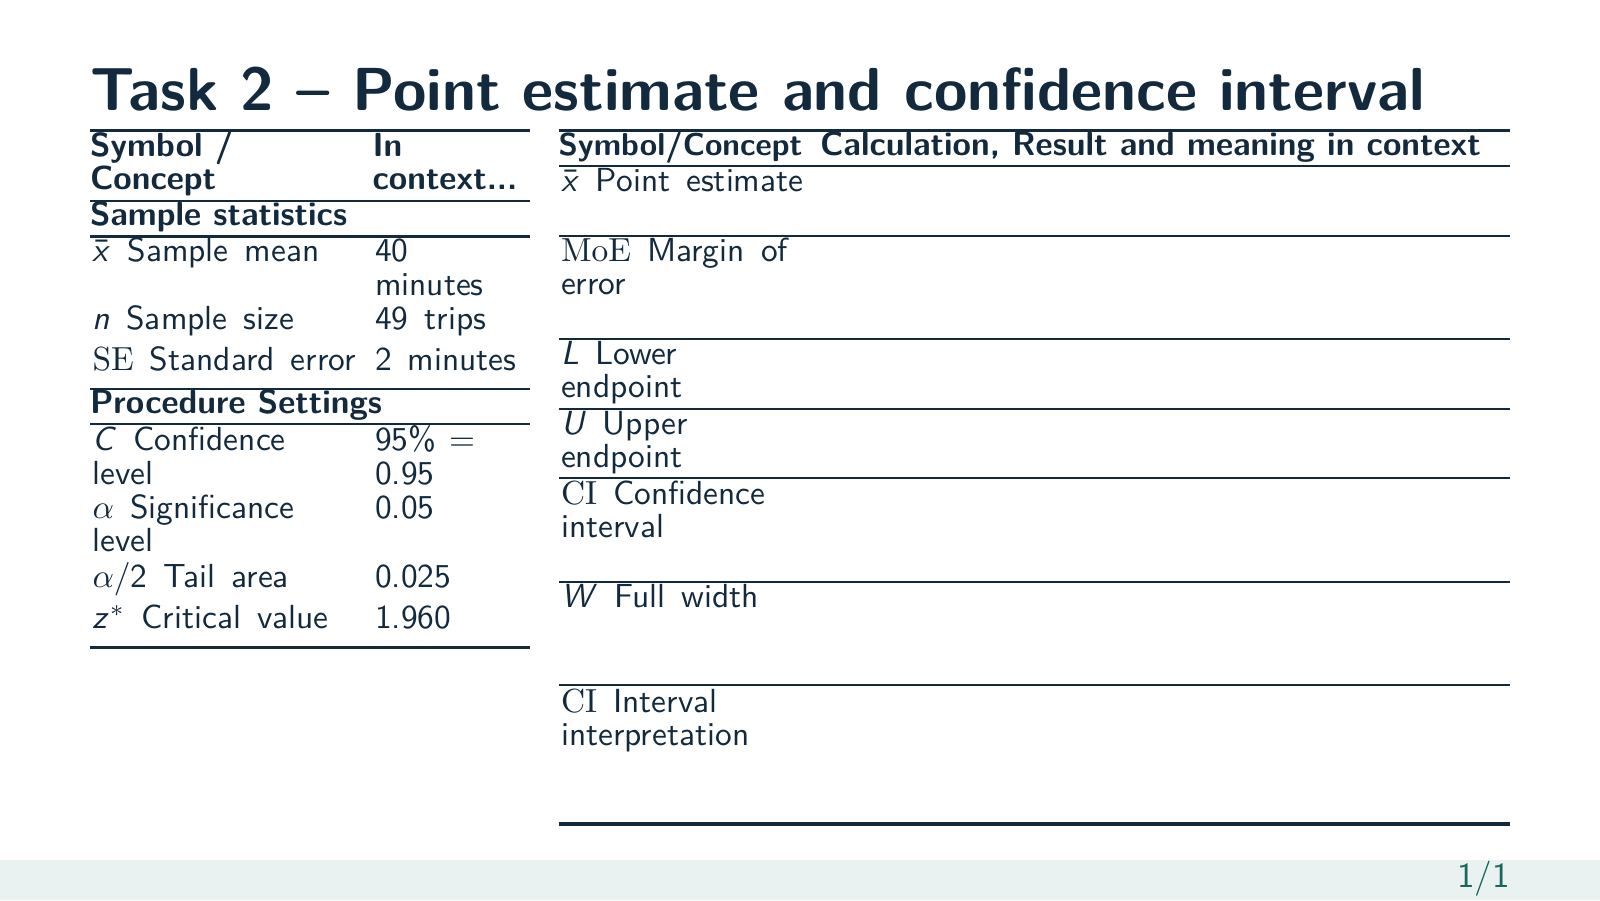 Task 2 – Point estimate and confidence interval
Symbol / In
Concept context...
Sample statistics
x̄ Sample mean 40
minutes
n Sample size 49 trips
SE Standard error 2 minutes
Procedure Settings
C Confidence 95% =
level 0.95
α Significance 0.05
level
α/2 Tail area 0.025
z* Critical value 1.960
Symbol/Concept Calculation, Result and meaning in context
x̄ Point estimate
MoE Margin of
error
L Lower
endpoint
U Upper
endpoint
CI Confidence
interval
W Full width
CI Interval
interpretation
1/1